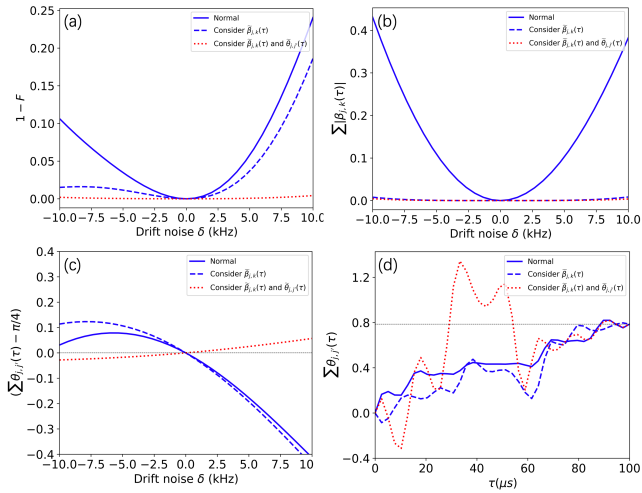 (a)
Normal
Consider β̃ⱼ,ₖ(τ)
Consider β̃ⱼ,ₖ(τ) and θ̃ⱼ,ⱼ′(τ)
1 − F
0.25
0.20
0.15
0.10
0.05
0.00
−10.0 −7.5 −5.0 −2.5 0.0 2.5 5.0 7.5 10.0
Drift noise δ (kHz)
(b)
Normal
Consider β̃ⱼ,ₖ(τ)
Consider β̃ⱼ,ₖ(τ) and θ̃ⱼ,ⱼ′(τ)
∑|βⱼ,ₖ(τ)|
0.4
0.3
0.2
0.1
0.0
−10.0 −7.5 −5.0 −2.5 0.0 2.5 5.0 7.5 10.0
Drift noise δ (kHz)
(c)
Normal
Consider β̃ⱼ,ₖ(τ)
Consider β̃ⱼ,ₖ(τ) and θ̃ⱼ,ⱼ′(τ)
(∑θⱼ,ⱼ′(τ) − π/4)
0.4
0.3
0.2
0.1
0.0
−0.1
−0.2
−0.3
−0.4
−10.0 −7.5 −5.0 −2.5 0.0 2.5 5.0 7.5 10.0
Drift noise δ (kHz)
(d)
Normal
Consider β̃ⱼ,ₖ(τ)
Consider β̃ⱼ,ₖ(τ) and θ̃ⱼ,ⱼ′(τ)
∑θⱼ,ⱼ′(τ)
1.2
0.8
0.4
0.0
−0.4
0 20 40 60 80 100
τ(μs)